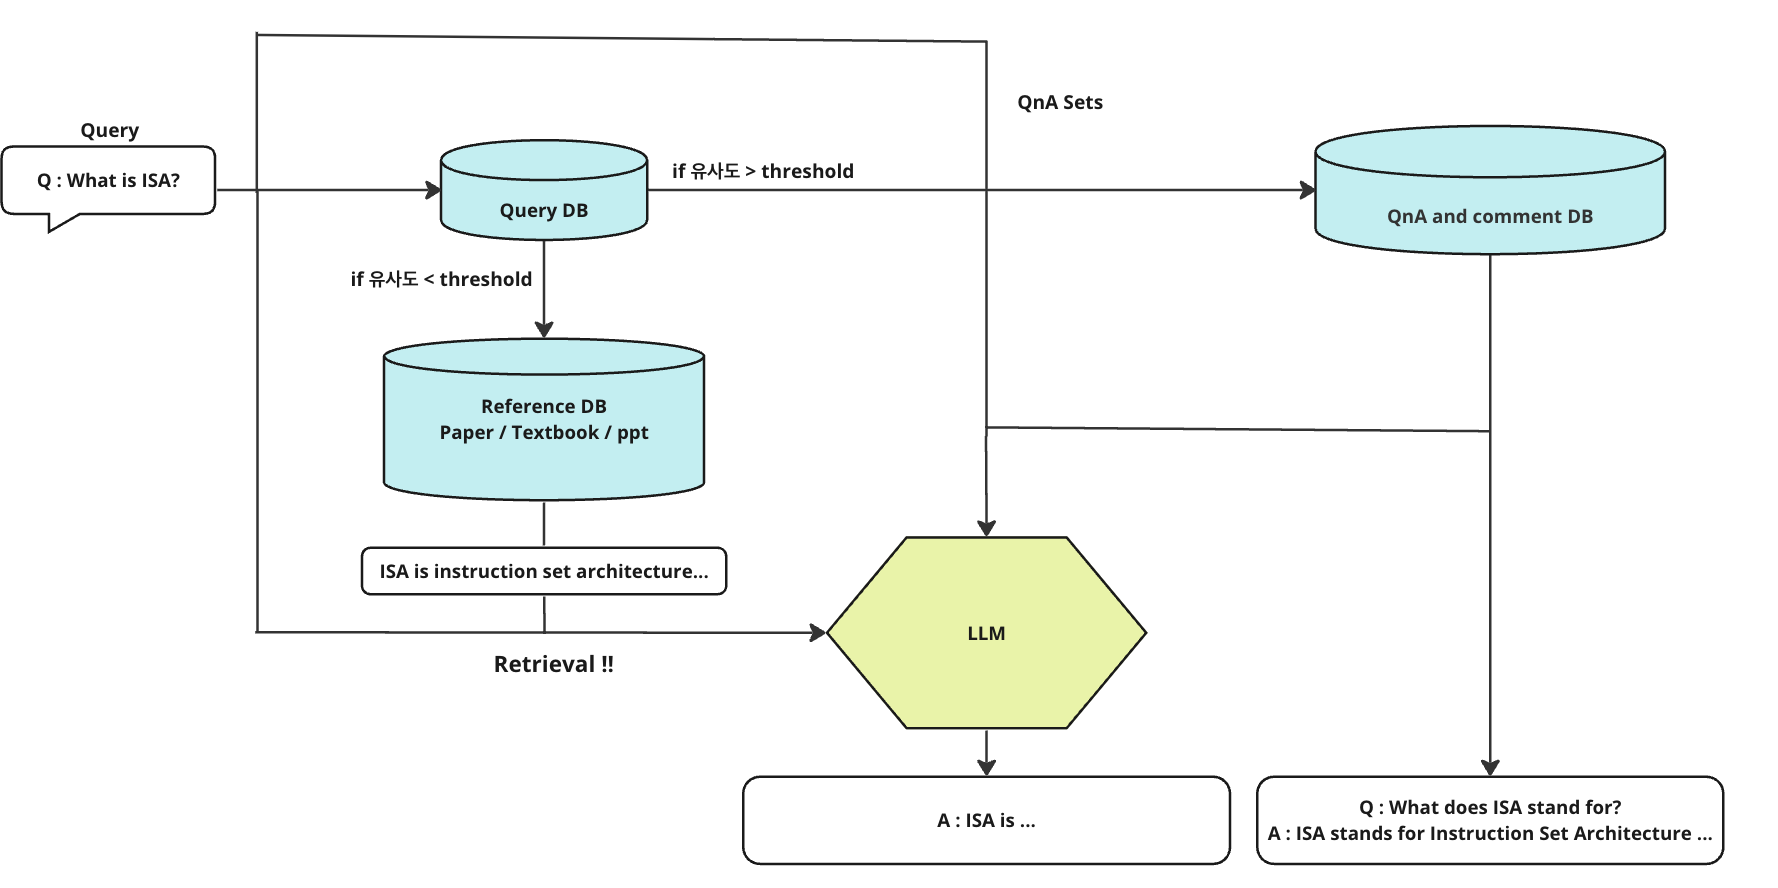 QnA Sets
Query
Q : What is ISA?
if 유사도 > threshold
Query DB
QnA and comment DB
if 유사도 < threshold
Reference DB
Paper / Textbook / ppt
ISA is instruction set architecture...
LLM
Retrieval !!
A : ISA is ...
Q : What does ISA stand for?
A : ISA stands for Instruction Set Architecture ...